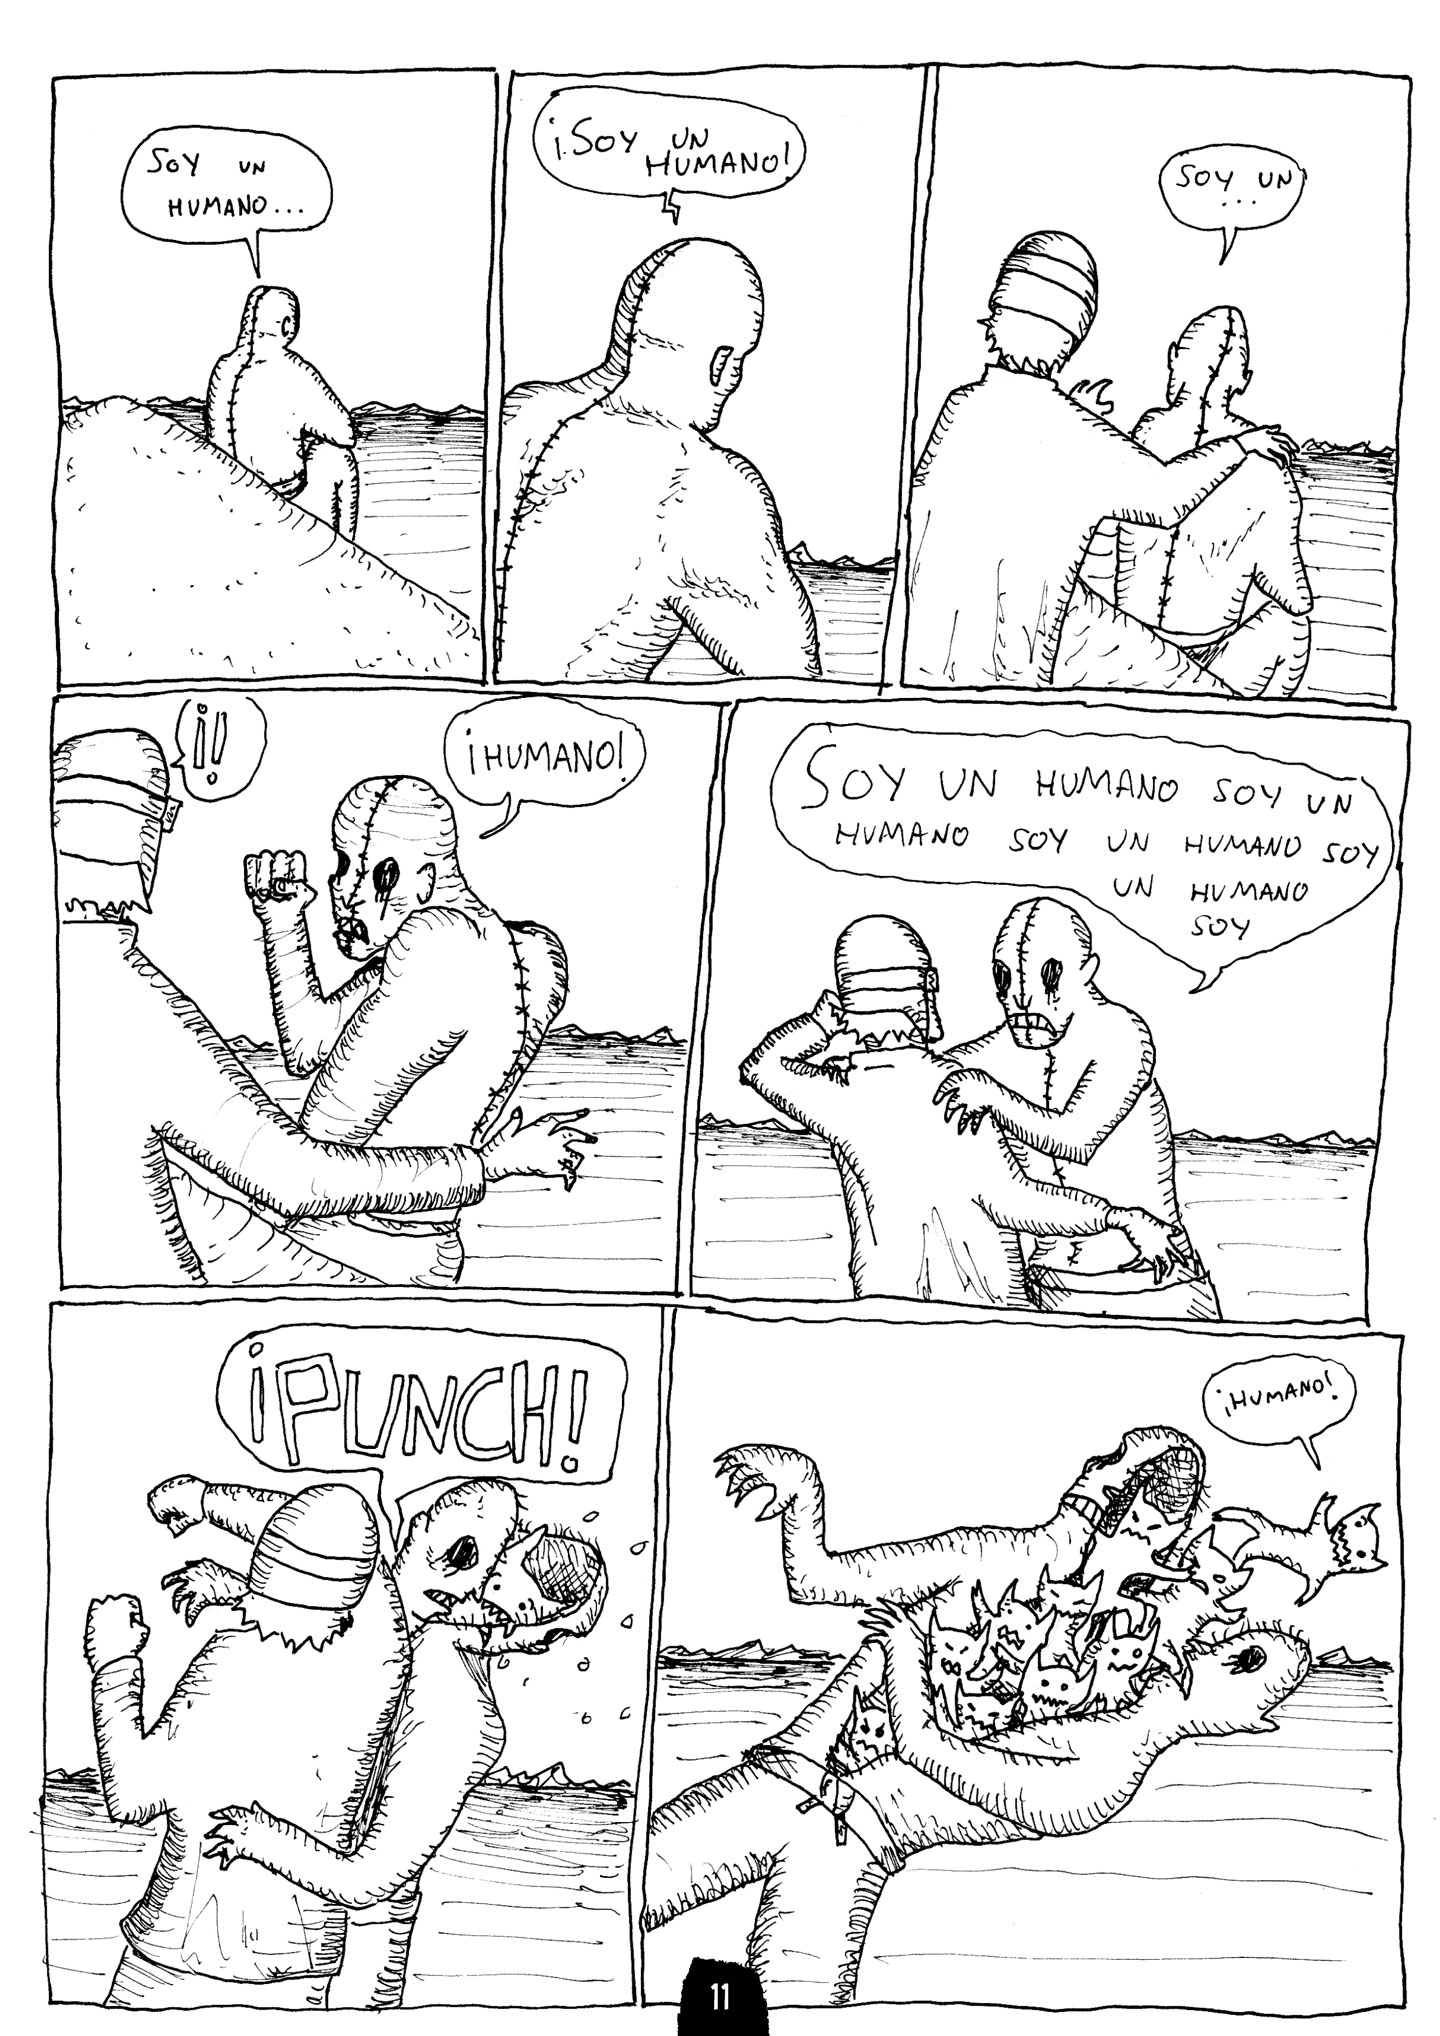 SOY UN
HUMANO...
¡SOY UN
HUMANO!
SOY UN
...
¡!
¡HUMANO!
SOY UN HUMANO SOY UN
HUMANO SOY UN HUMANO SOY
UN HUMANO
SOY
¡PUNCH!
¡HUMANO!
11